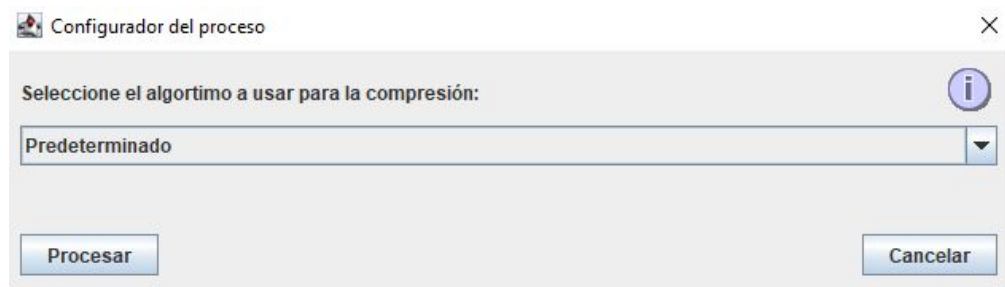 Configurador del proceso
Seleccione el algortimo a usar para la compresión:
i
Predeterminado
Procesar
Cancelar